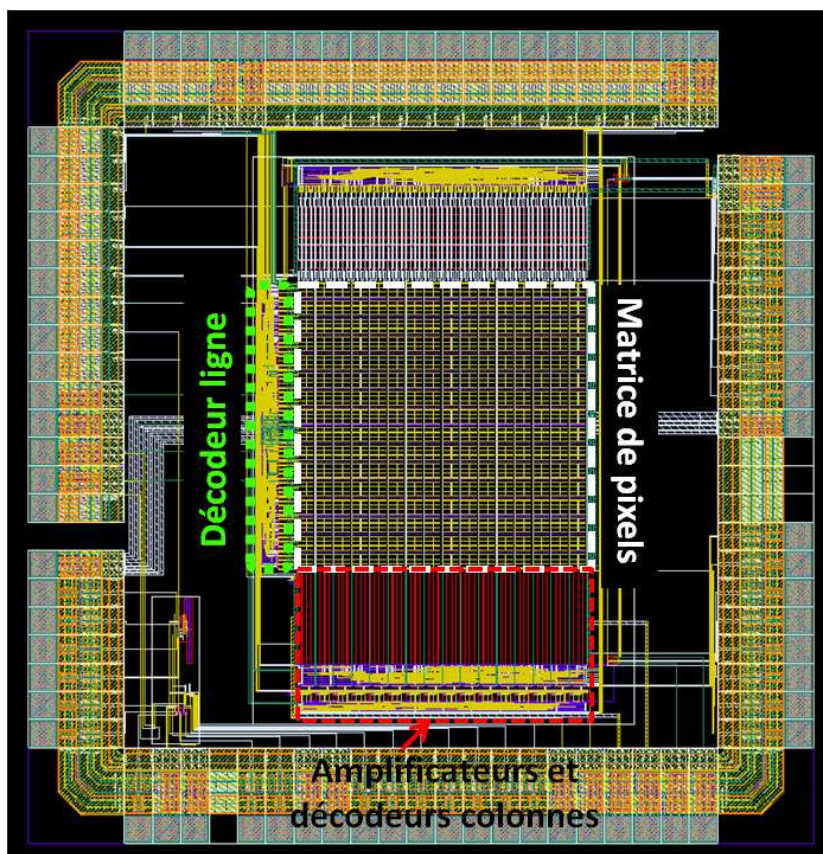 Décodeur ligne
Matrice de pixels
Amplificateurs et
décodeurs colonnes